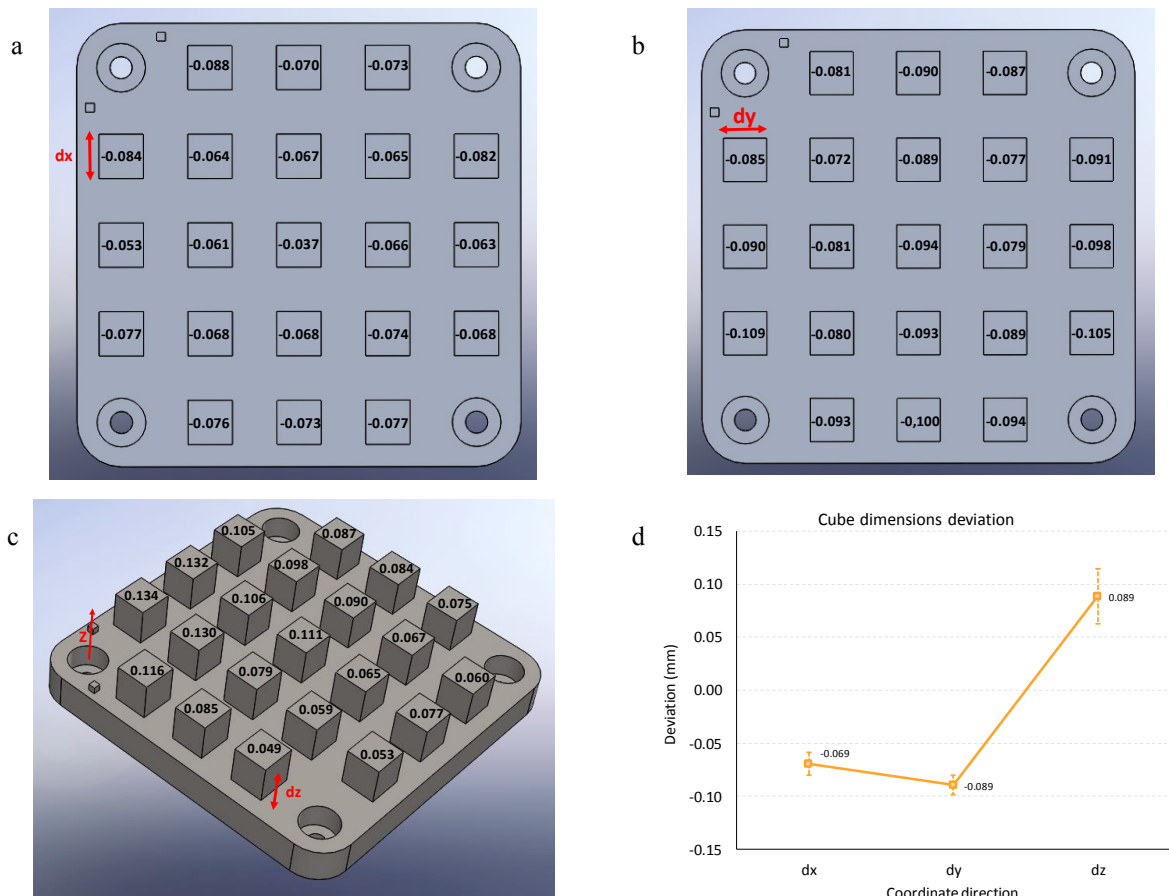 a
-0.088 -0.070 -0.073
dx
-0.084 -0.064 -0.067 -0.065 -0.082
-0.053 -0.061 -0.037 -0.066 -0.063
-0.077 -0.068 -0.068 -0.074 -0.068
-0.076 -0.073 -0.077
b
-0.081 -0.090 -0.087
dy
-0.085 -0.072 -0.089 -0.077 -0.091
-0.090 -0.081 -0.094 -0.079 -0.098
-0.109 -0.080 -0.093 -0.089 -0.105
-0.093 -0,100 -0.094
c
0.105 0.087
0.132 0.098 0.084
0.134 0.106 0.090 0.075
Z
0.130 0.111 0.067
0.116 0.079 0.065 0.060
0.085 0.059 0.077
0.049 0.053
dz
d
Cube dimensions deviation
0.15
0.10
0.089
0.05
0.00
Deviation (mm)
-0.05
-0.069
-0.089
-0.10
-0.15
dx dy dz
Coordinate direction